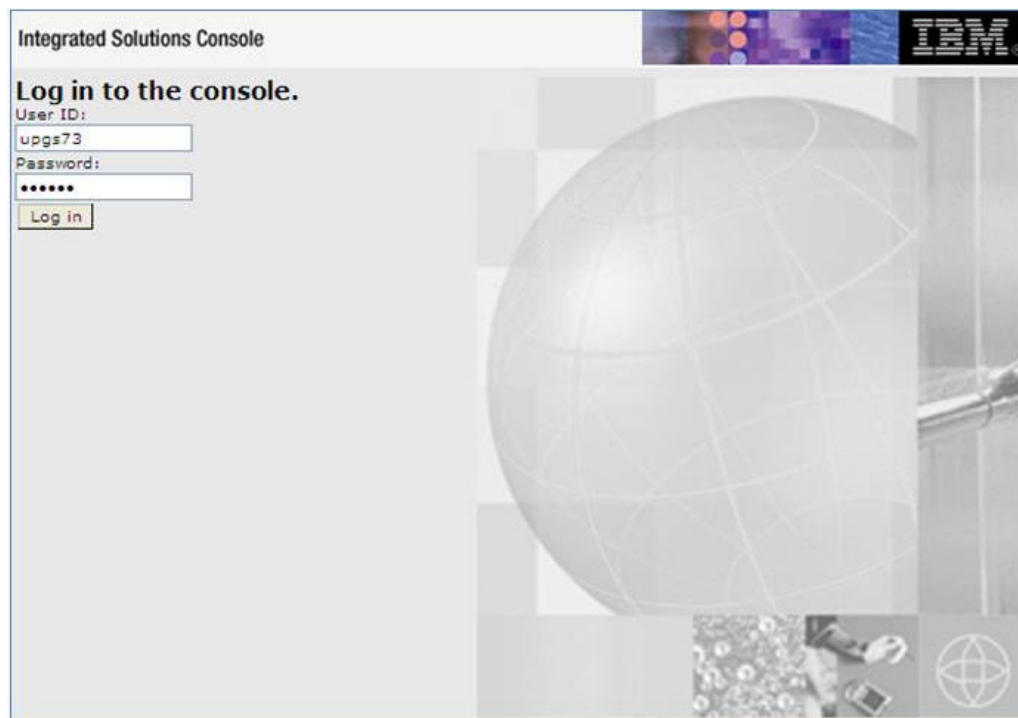 Integrated Solutions Console
IBM®
Log in to the console.
User ID:
upgs73
Password:
••••••
Log in